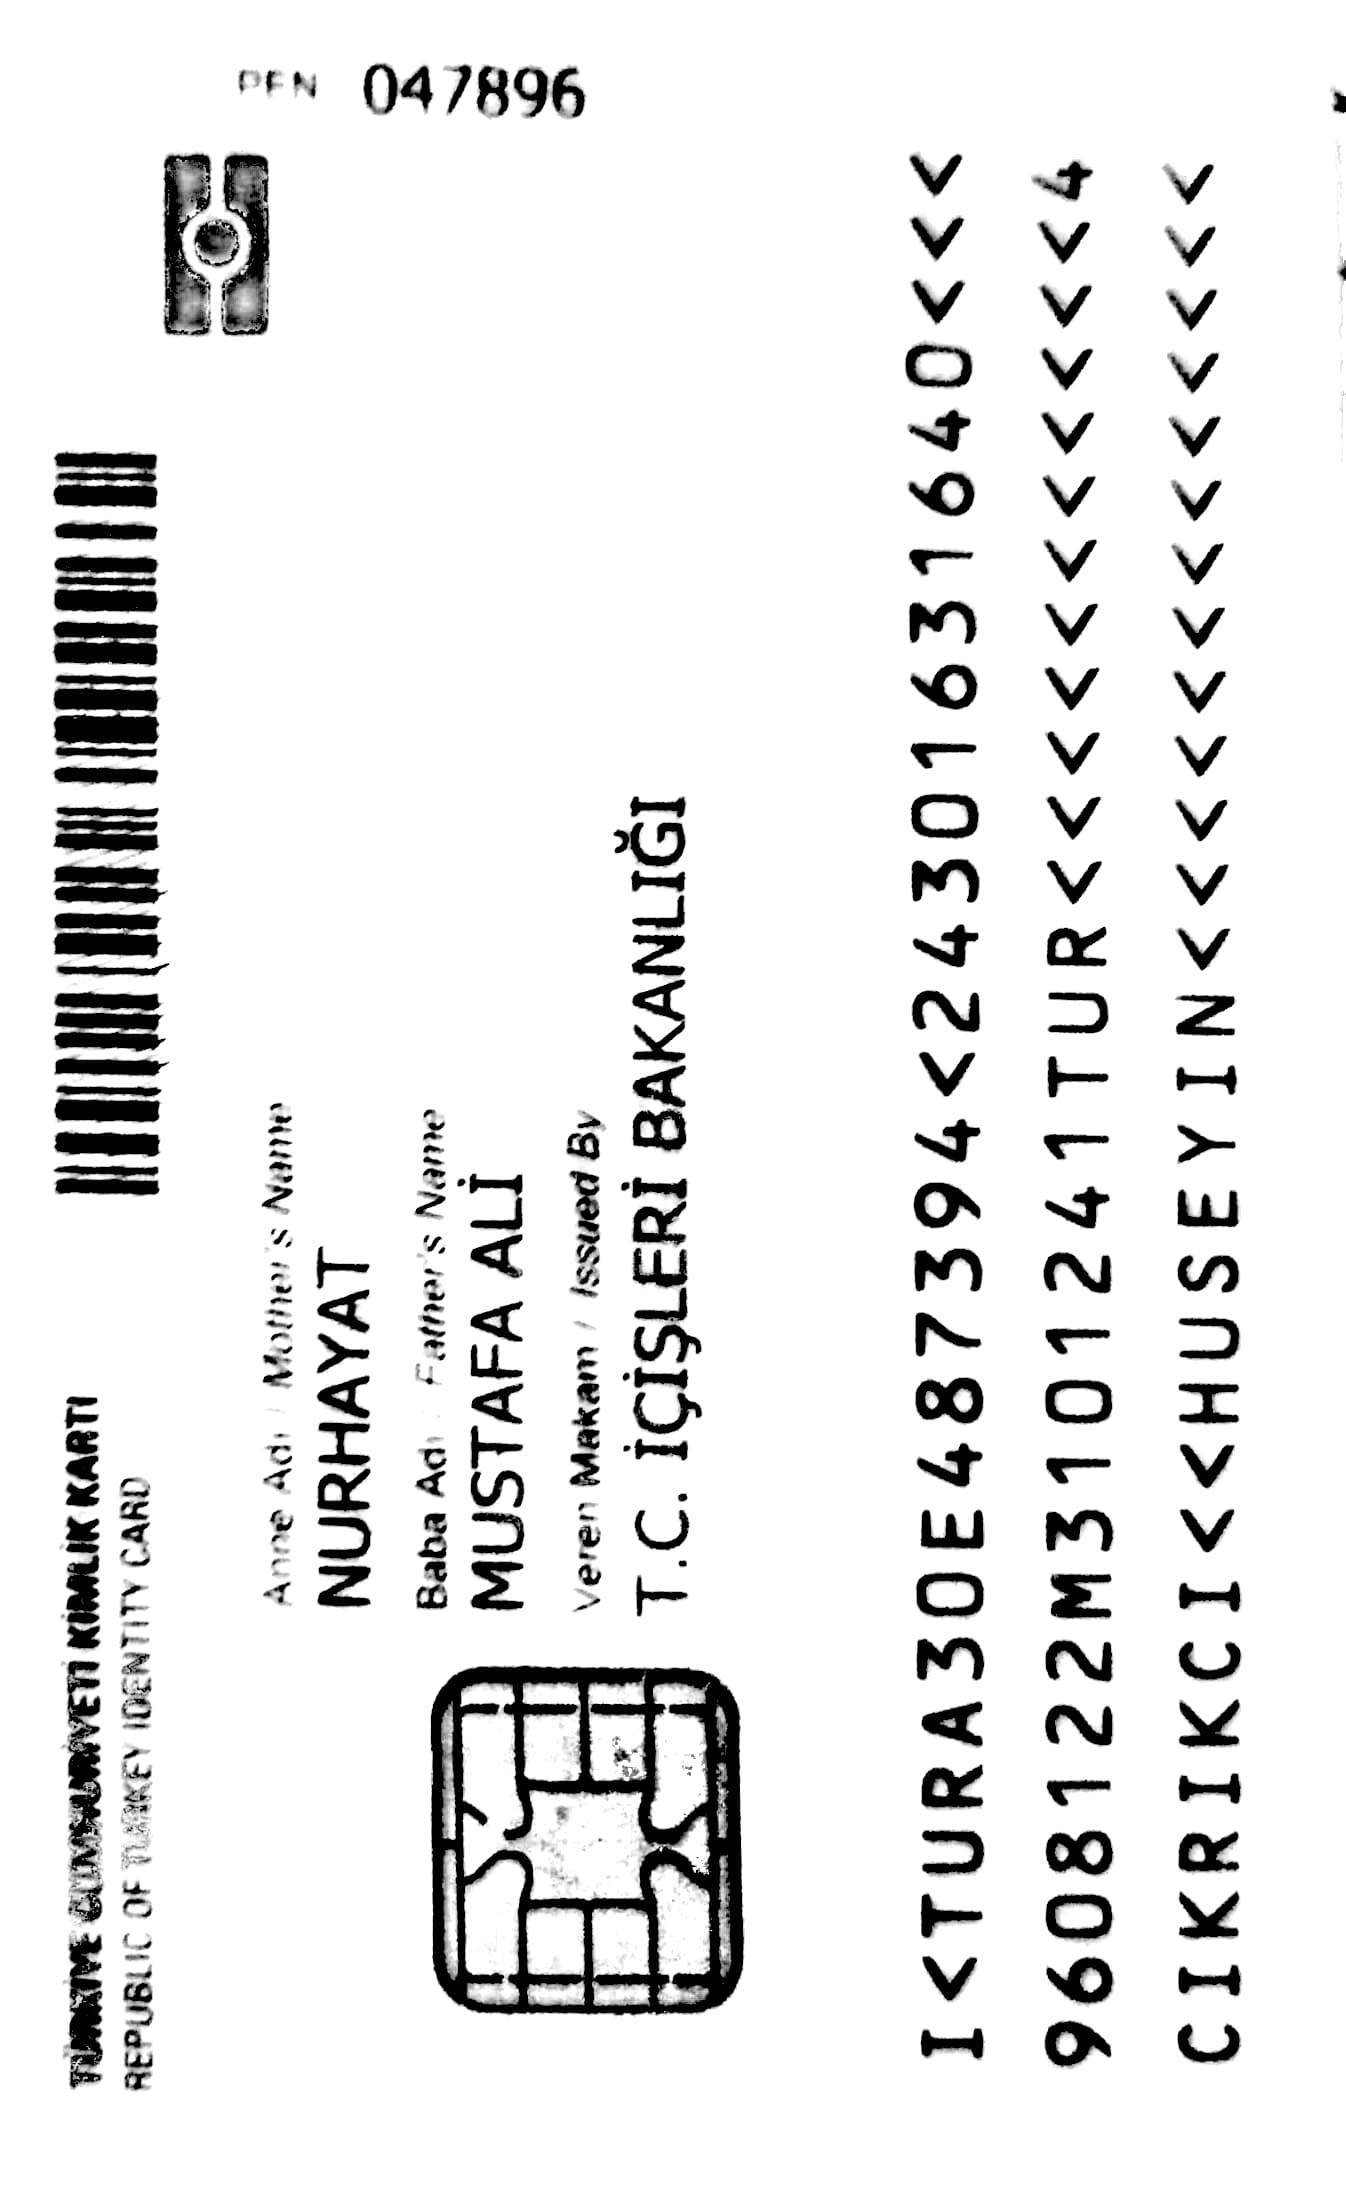 TÜRKİYE CUMHURİYETİ KİMLİK KARTI
REPUBLIC OF TURKEY IDENTITY CARD
047896
Anne Adı / Mother's Name
NURHAYAT
Baba Adı / Father's Name
MUSTAFA ALİ
Veren Makam / Issued By
T.C. İÇİŞLERİ BAKANLIĞI
I<TURA30E487394<24301631640<<<
9608122M3101241TUR<<<<<<<<<<<4
CIKRIKCI<<HUSEYIN<<<<<<<<<<<<<